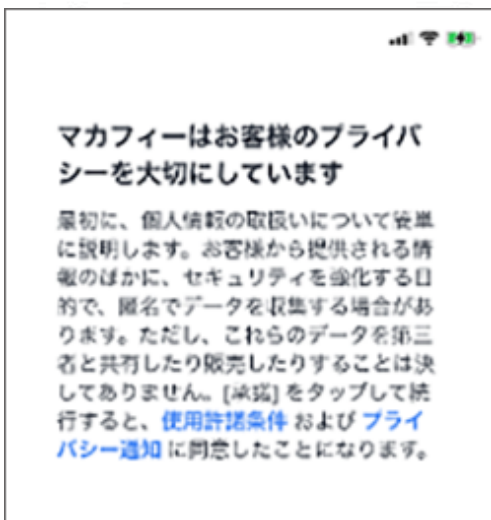 マカフィーはお客様のプライバ
シーを大切にしています
最初に、個人情報の取扱いについて簡単
に説明します。お客様から提供される情
報のほかに、セキュリティを強化する目
的で、匿名でデータを収集する場合があ
ります。ただし、これらのデータを第三
者と共有したり販売したりすることは決
してありません。[承諾] をタップして続
行すると、使用許諾条件 および プライ
バシー通知 に同意したことになります。